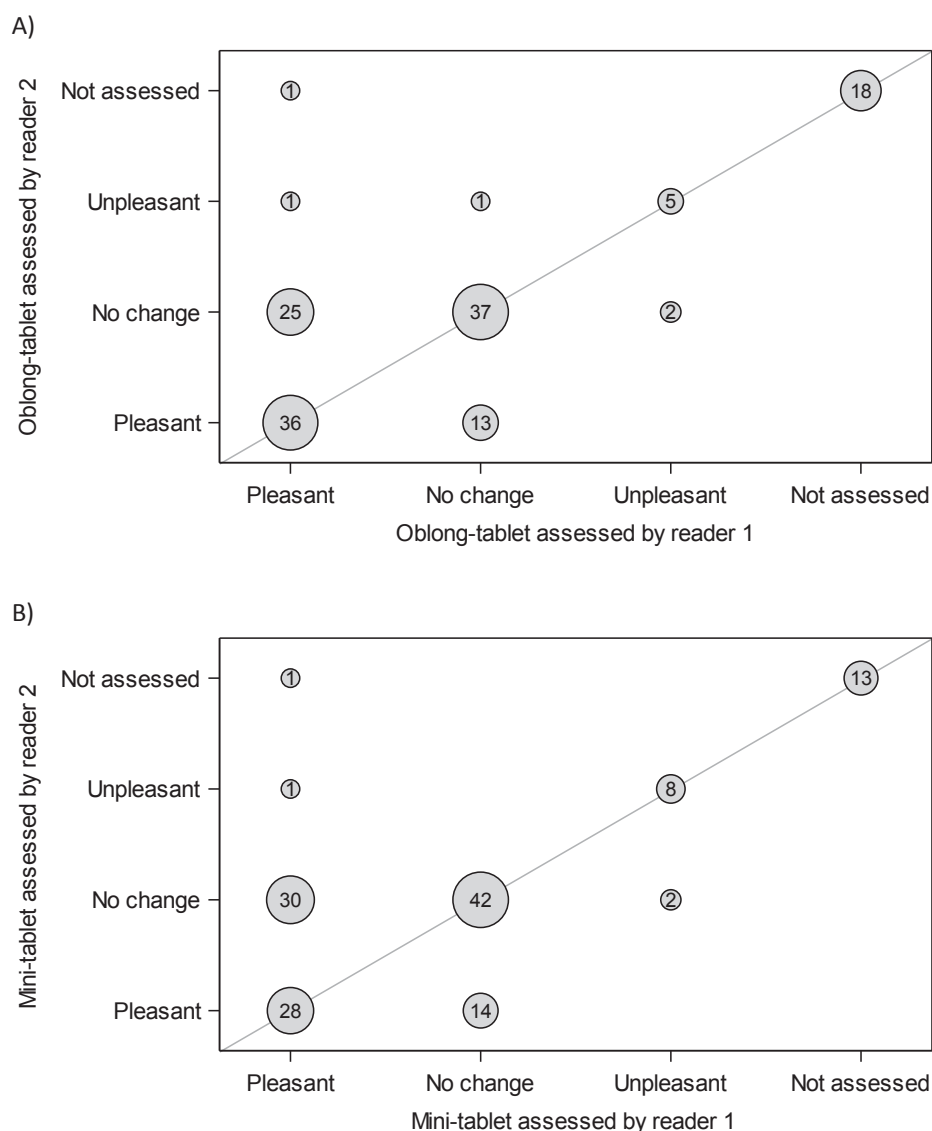 A)
Oblong-tablet assessed by reader 2
Not assessed
1
18
Unpleasant
1
1
5
No change
25
37
2
Pleasant
36
13
Pleasant
No change
Unpleasant
Not assessed
Oblong-tablet assessed by reader 1
B)
Mini-tablet assessed by reader 2
Not assessed
1
13
Unpleasant
1
8
No change
30
42
2
Pleasant
28
14
Pleasant
No change
Unpleasant
Not assessed
Mini-tablet assessed by reader 1